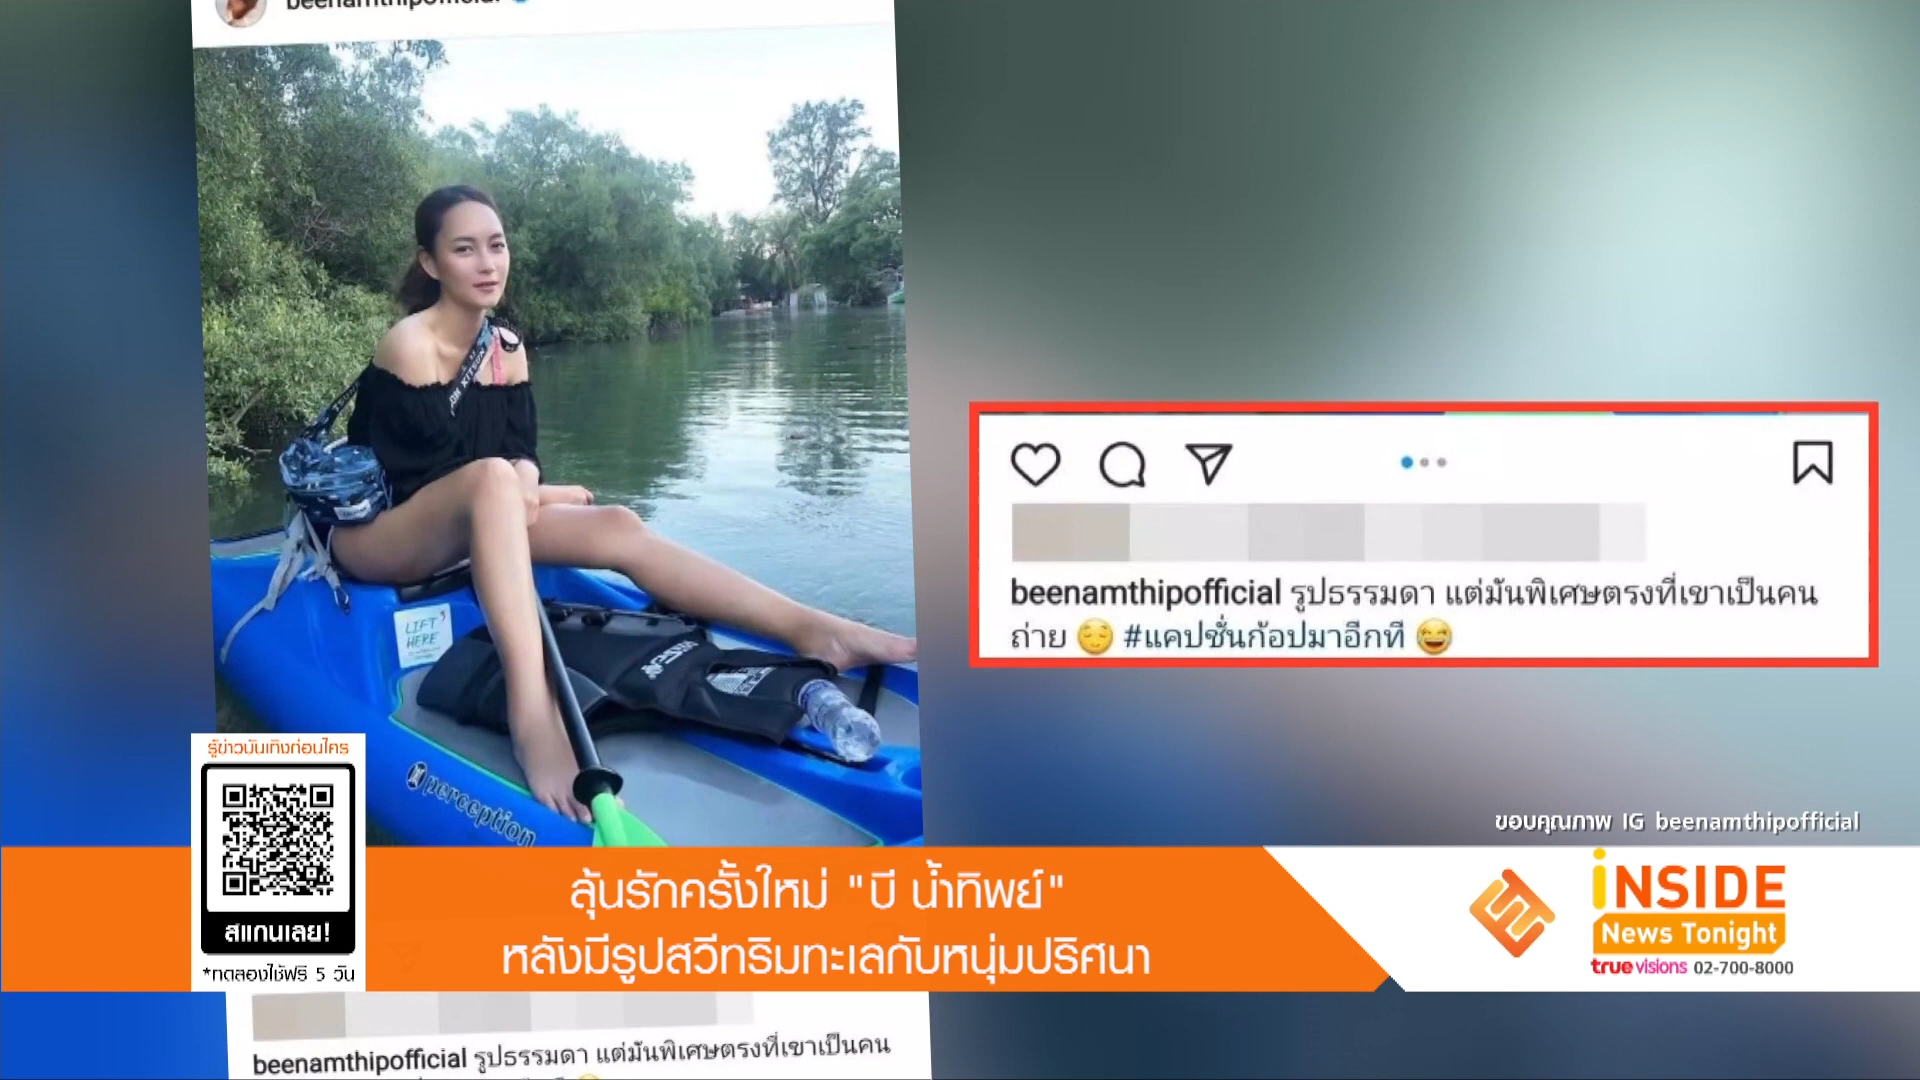 beenamthipofficial
DM KITSON
LIFT
HERE
perception
beenamthipofficial รูปธรรมดา แต่มันพิเศษตรงที่เขาเป็นคน
ถ่าย 😌 #แคปชั่นก้อปมาอีกที 😂
ขอบคุณภาพ IG beenamthipofficial
รู้ข่าวบันเทิงก่อนใคร
สแกนเลย!
*ทดลองใช้ฟรี 5 วัน
ลุ้นรักครั้งใหม่ "บี น้ำทิพย์"
หลังมีรูปสวีทริมทะเลกับหนุ่มปริศนา
iNSIDE
News Tonight
truevisions 02-700-8000
beenamthipofficial รูปธรรมดา แต่มันพิเศษตรงที่เขาเป็นคน